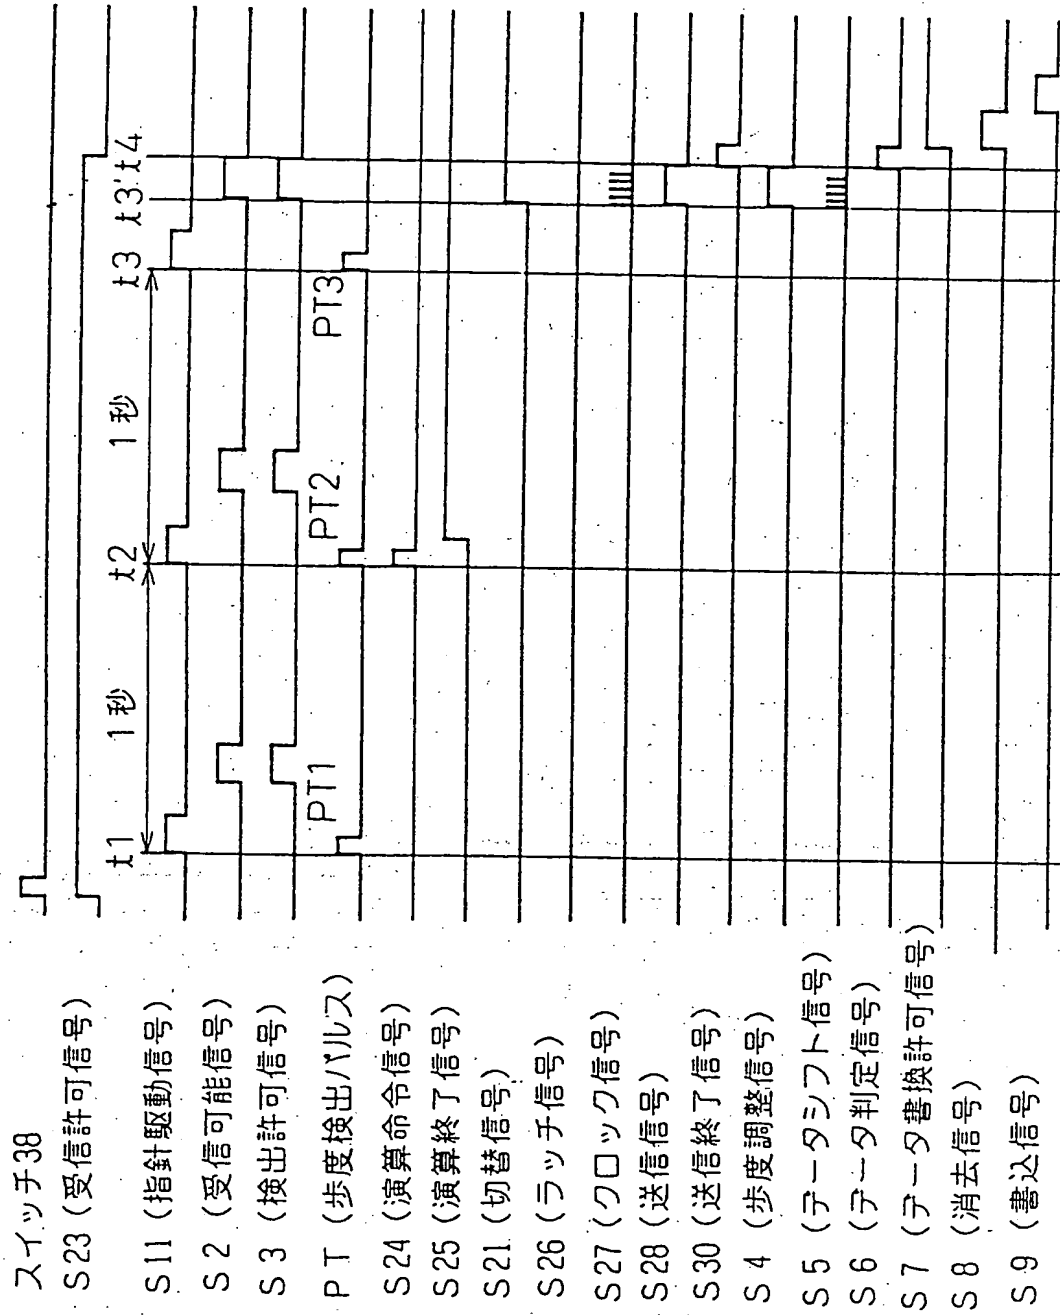 スイッチ38
S23 (受信許可信号)
S11 (指針駆動信号)
S2 (受信可能信号)
S3 (検出許可信号)
PT (歩度検出パルス)
S24 (演算命令信号)
S25 (演算終了信号)
S21 (切替信号)
S26 (ラッチ信号)
S27 (クロック信号)
S28 (送信信号)
S30 (送信終了信号)
S4 (歩度調整信号)
S5 (データシフト信号)
S6 (データ判定信号)
S7 (データ書換許可信号)
S8 (消去信号)
S9 (書込信号)
t1
1秒
t2
1秒
t3
t3'
t4
PT1
PT2
PT3